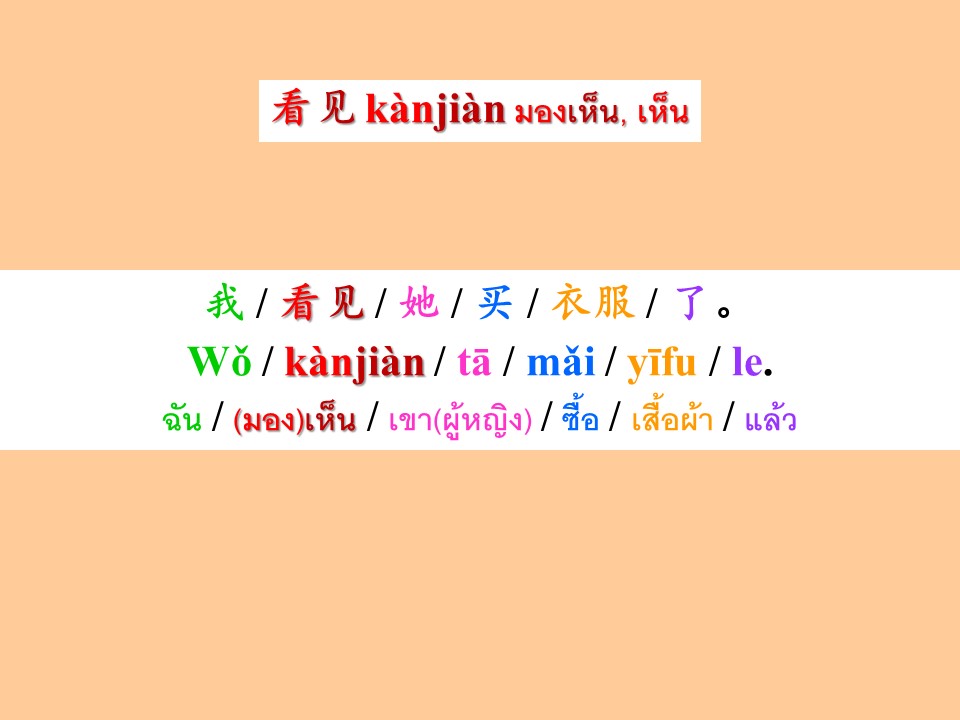 看见 kànjiàn มองเห็น, เห็น
我 / 看见 / 她 / 买 / 衣服 / 了。
Wǒ / kànjiàn / tā / mǎi / yīfu / le.
ฉัน / (มอง)เห็น / เขา(ผู้หญิง) / ซื้อ / เสื้อผ้า / แล้ว